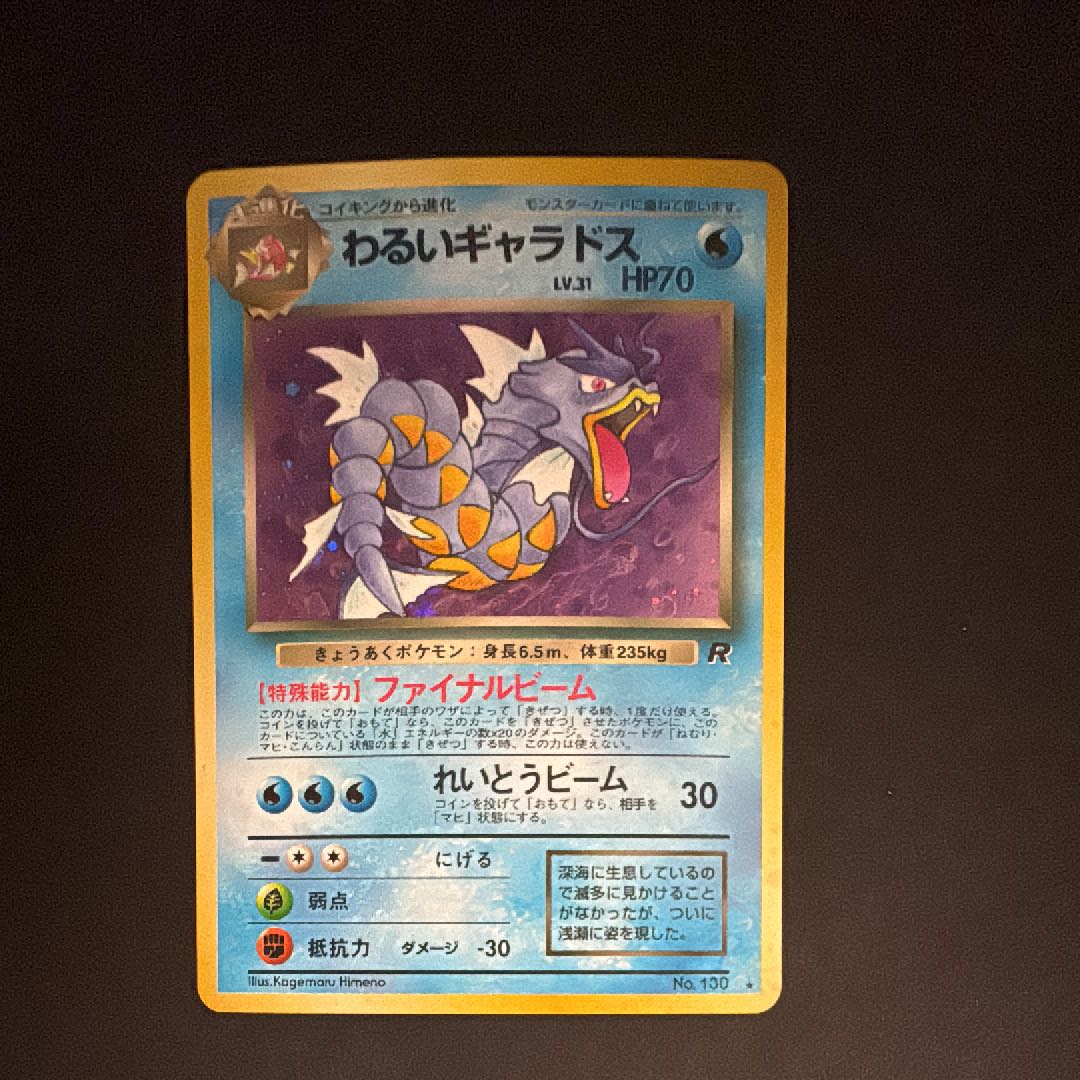 コイキングから進化
モンスターカードに重ねて使います。
わるいギャラドス
LV.31 HP70
きょうあくポケモン：身長6.5m、体重235kg
R
【特殊能力】ファイナルビーム
この力は、このカードが相手のワザによって「きぜつ」する時、1度だけ使える。
コインを投げて「おもて」なら、このカードを「きぜつ」させたポケモンに、この
カードについている「水」エネルギーの数x20のダメージ。このカードが「ねむり・
マヒ・こんらん」状態のまま「きぜつ」する時、この力は使えない。
れいとうビーム 30
コインを投げて「おもて」なら、相手を
「マヒ」状態にする。
にげる
弱点
抵抗力 ダメージ -30
深海に生息しているの
で滅多に見かけること
がなかったが、ついに
浅瀬に姿を現した。
Illus.Kagemaru Himeno
No. 130 ★